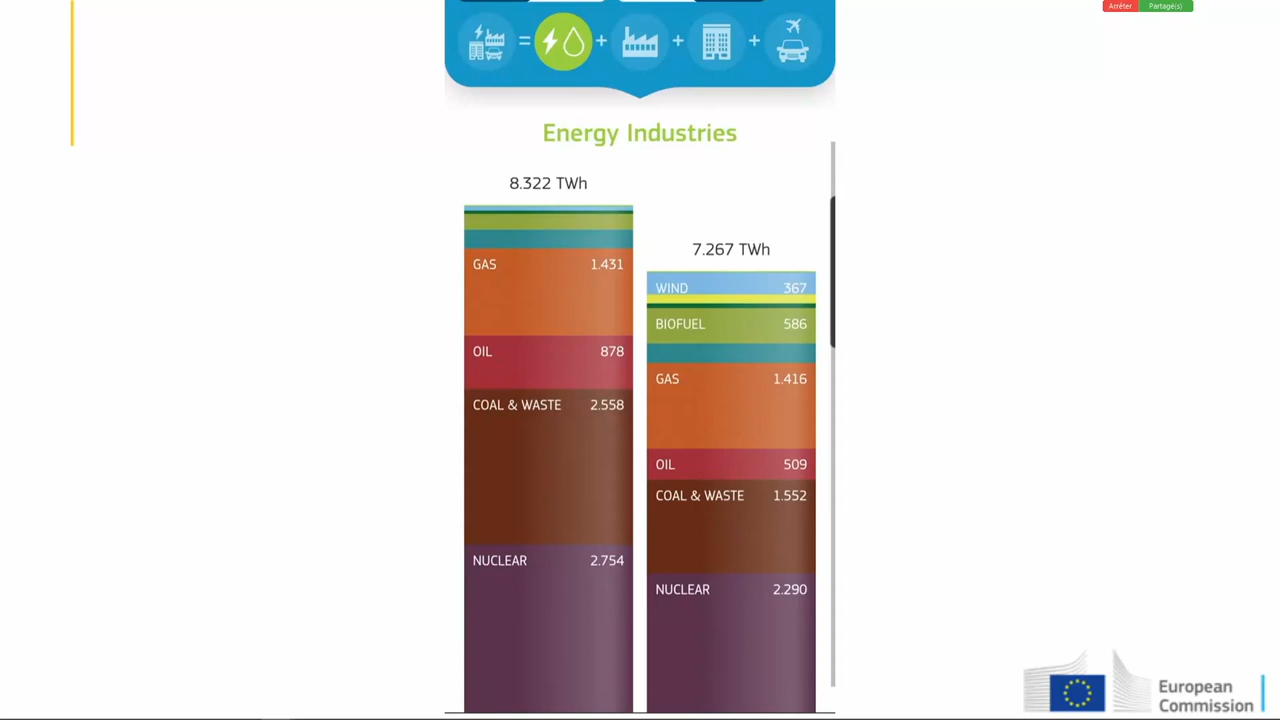 Arrêter Partagé(s)
= + + +
Energy Industries
8.322 TWh
GAS 1.431
OIL 878
COAL & WASTE 2.558
NUCLEAR 2.754
7.267 TWh
WIND 367
BIOFUEL 586
GAS 1.416
OIL 509
COAL & WASTE 1.552
NUCLEAR 2.290
European
Commission